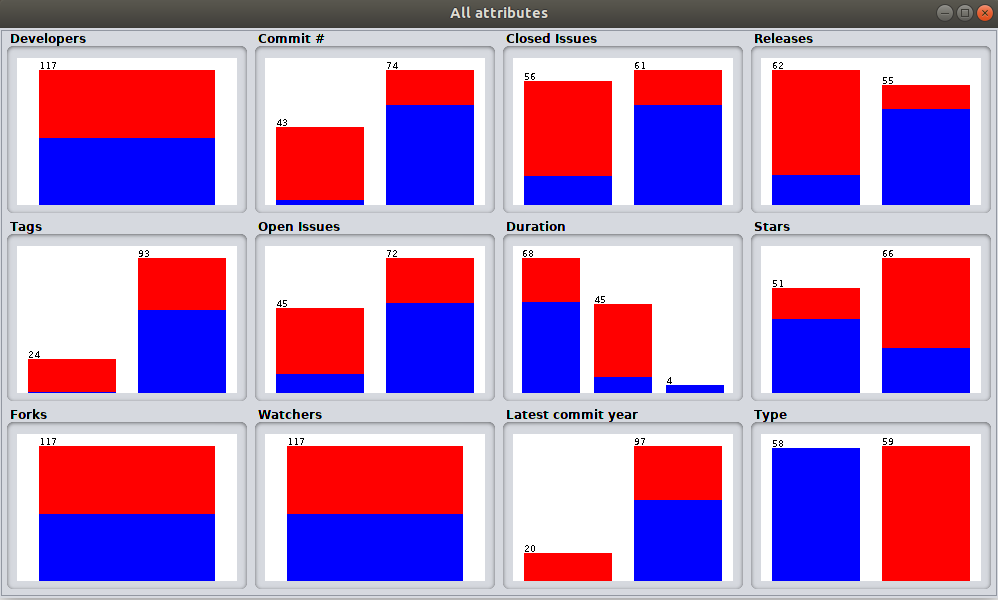 All attributes
Developers
117
Commit #
43
74
Closed Issues
56
61
Releases
62
55
Tags
24
93
Open Issues
45
72
Duration
68
45
4
Stars
51
66
Forks
117
Watchers
117
Latest commit year
20
97
Type
58
59